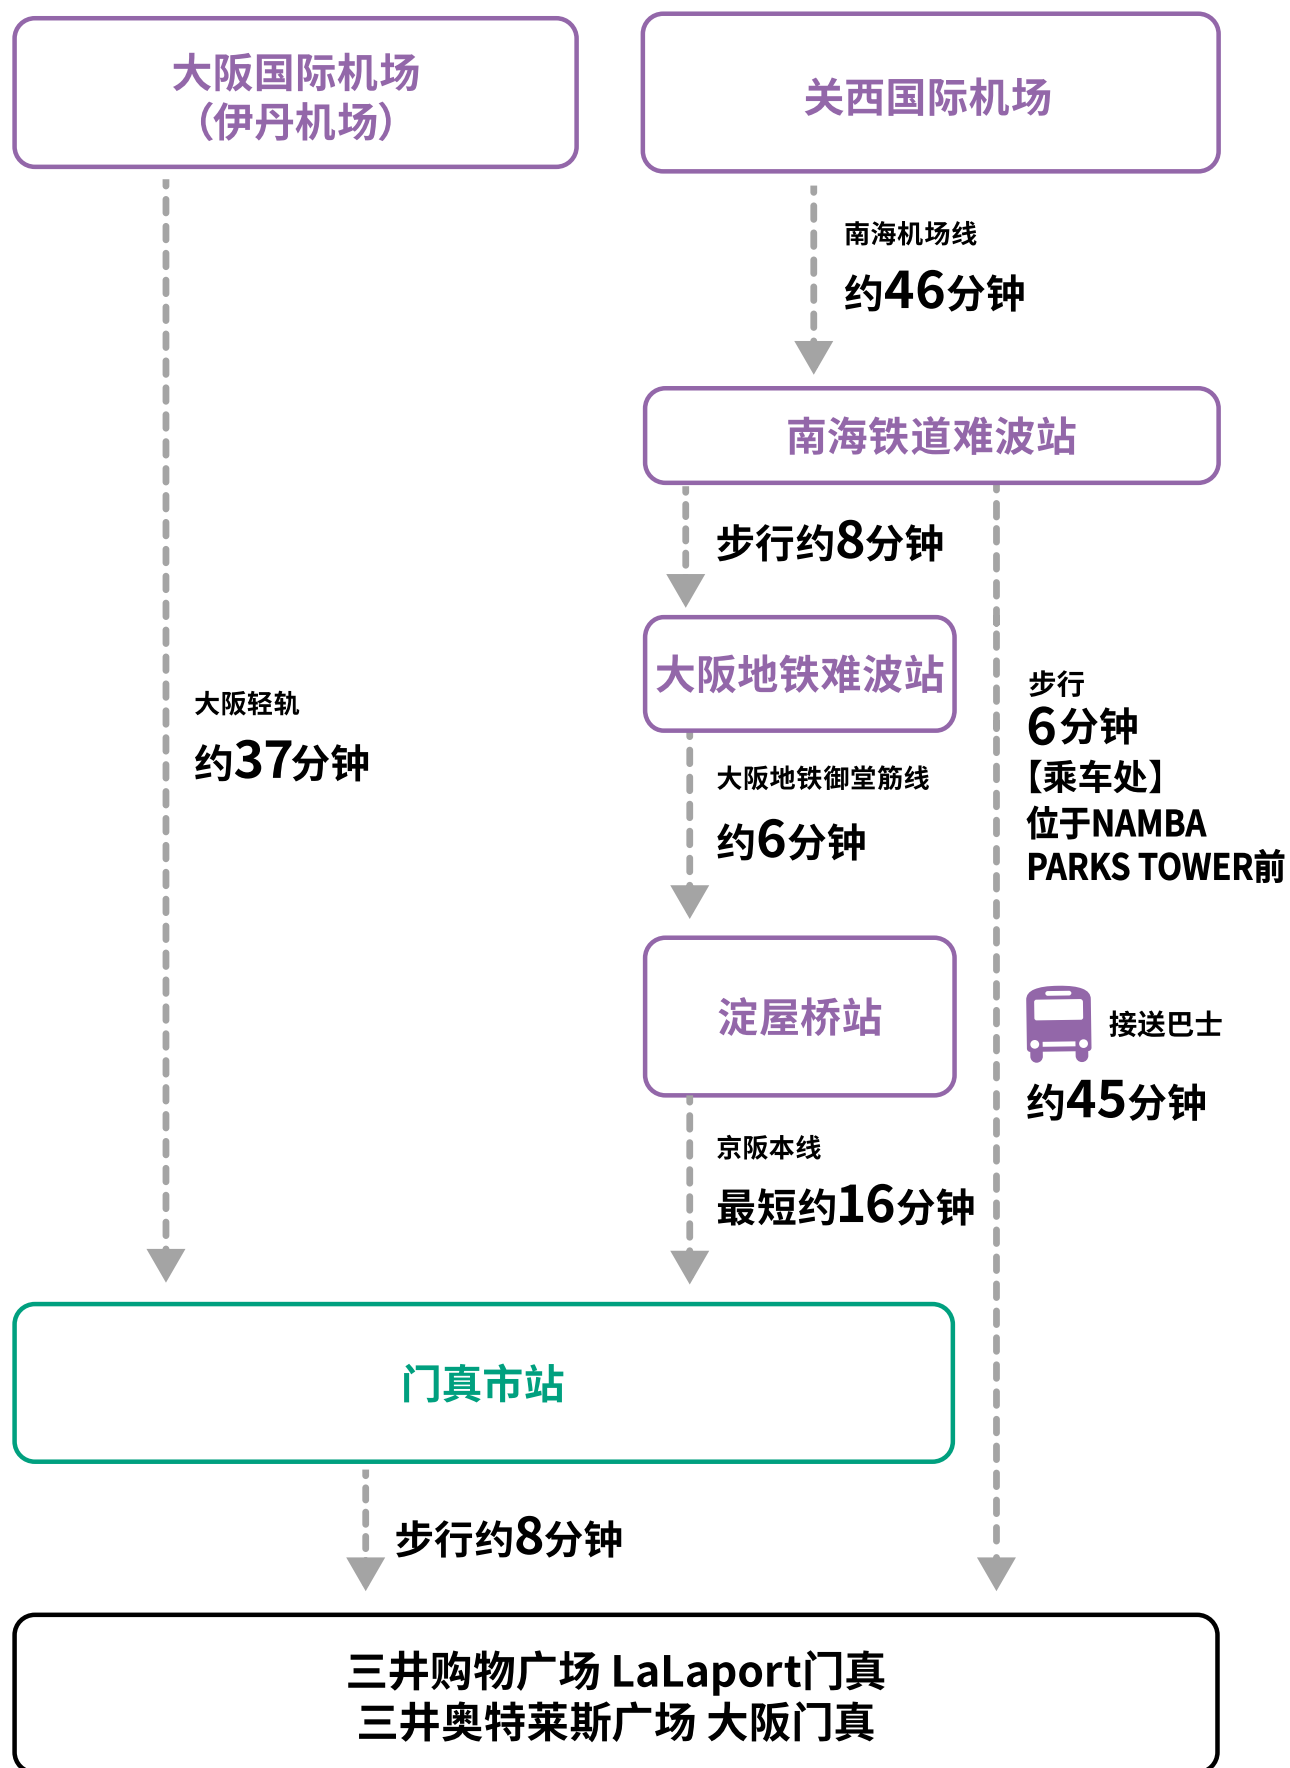 大阪国际机场
（伊丹机场）
关西国际机场
南海机场线
约46分钟
南海铁道难波站
步行约8分钟
大阪地铁难波站
大阪轻轨
约37分钟
步行
6分钟
【乘车处】
位于NAMBA
PARKS TOWER前
大阪地铁御堂筋线
约6分钟
淀屋桥站
接送巴士
约45分钟
京阪本线
最短约16分钟
门真市站
步行约8分钟
三井购物广场 LaLaport门真
三井奥特莱斯广场 大阪门真